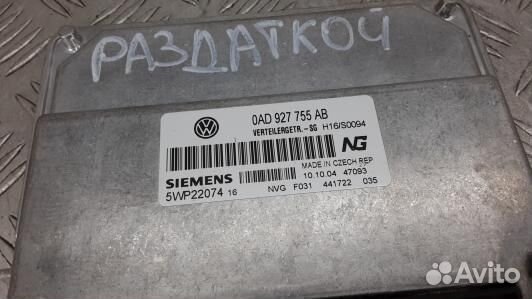 РАЗДАТКОЙ
0AD 927 755 AB
VERTEILERGETR.-SG H16/S0094
NG
MADE IN CZECH REP
SIEMENS 10.10.04 47093
5WP22074 16 NVG F031 441722 035
Avito